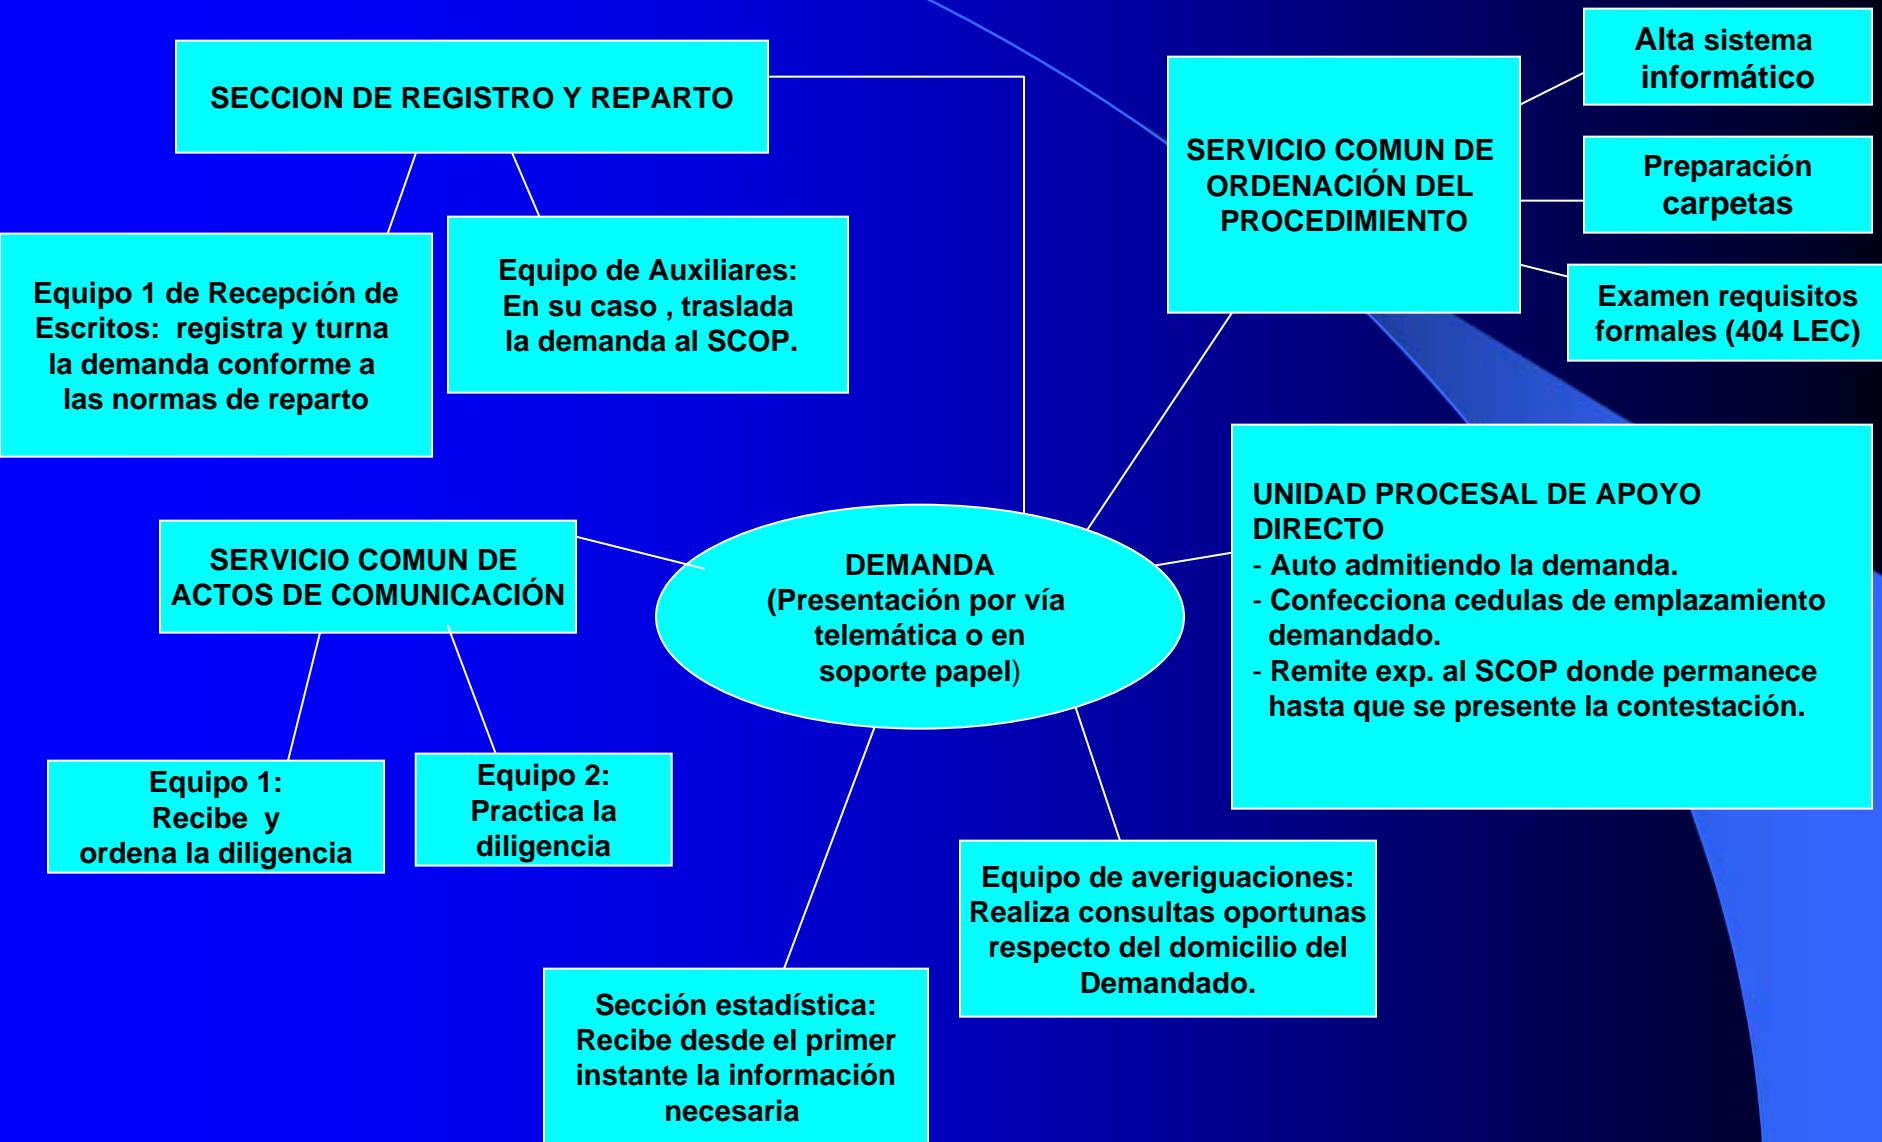 SECCION DE REGISTRO Y REPARTO
Equipo 1 de Recepción de
Escritos: registra y turna
la demanda conforme a
las normas de reparto
Equipo de Auxiliares:
En su caso , traslada
la demanda al SCOP.
SERVICIO COMUN DE
ORDENACIÓN DEL
PROCEDIMIENTO
Alta sistema
informático
Preparación
carpetas
Examen requisitos
formales (404 LEC)
SERVICIO COMUN DE
ACTOS DE COMUNICACIÓN
Equipo 1:
Recibe y
ordena la diligencia
Equipo 2:
Practica la
diligencia
DEMANDA
(Presentación por vía
telemática o en
soporte papel)
UNIDAD PROCESAL DE APOYO
DIRECTO
- Auto admitiendo la demanda.
- Confecciona cedulas de emplazamiento
demandado.
- Remite exp. al SCOP donde permanece
hasta que se presente la contestación.
Equipo de averiguaciones:
Realiza consultas oportunas
respecto del domicilio del
Demandado.
Sección estadística:
Recibe desde el primer
instante la información
necesaria